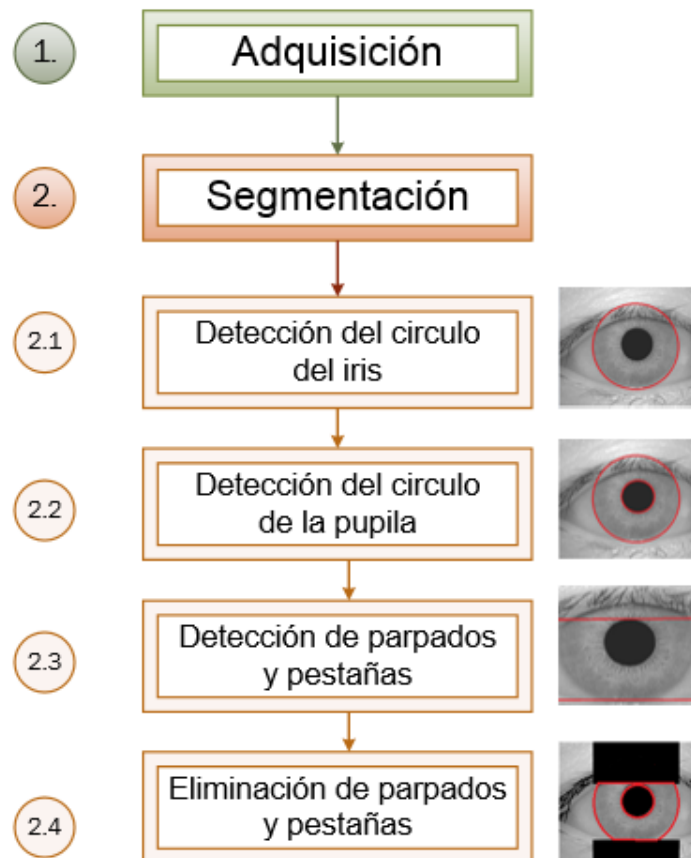 1.
Adquisición
2.
Segmentación
2.1
Detección del circulo
del iris
2.2
Detección del circulo
de la pupila
2.3
Detección de parpados
y pestañas
2.4
Eliminación de parpados
y pestañas